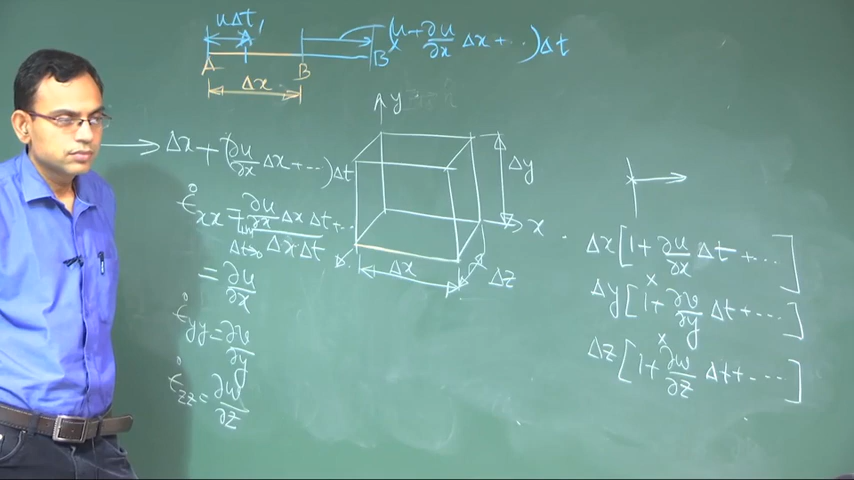 uΔt
A'
(u + ∂u/∂x Δx + ...)Δt
A
B
B'
Δx
y
Δx + (∂u/∂x Δx + ...)Δt
Δy
ε̇xx = lim Δt→0 ∂u/∂x Δx Δt + ... / Δx Δt
x
= ∂u/∂x
Δx
Δz
ε̇yy = ∂v/∂y
ε̇zz = ∂w/∂z
Δx[1 + ∂u/∂x Δt + ...]
x
Δy[1 + ∂v/∂y Δt + ...]
x
Δz[1 + ∂w/∂z Δt + ...]